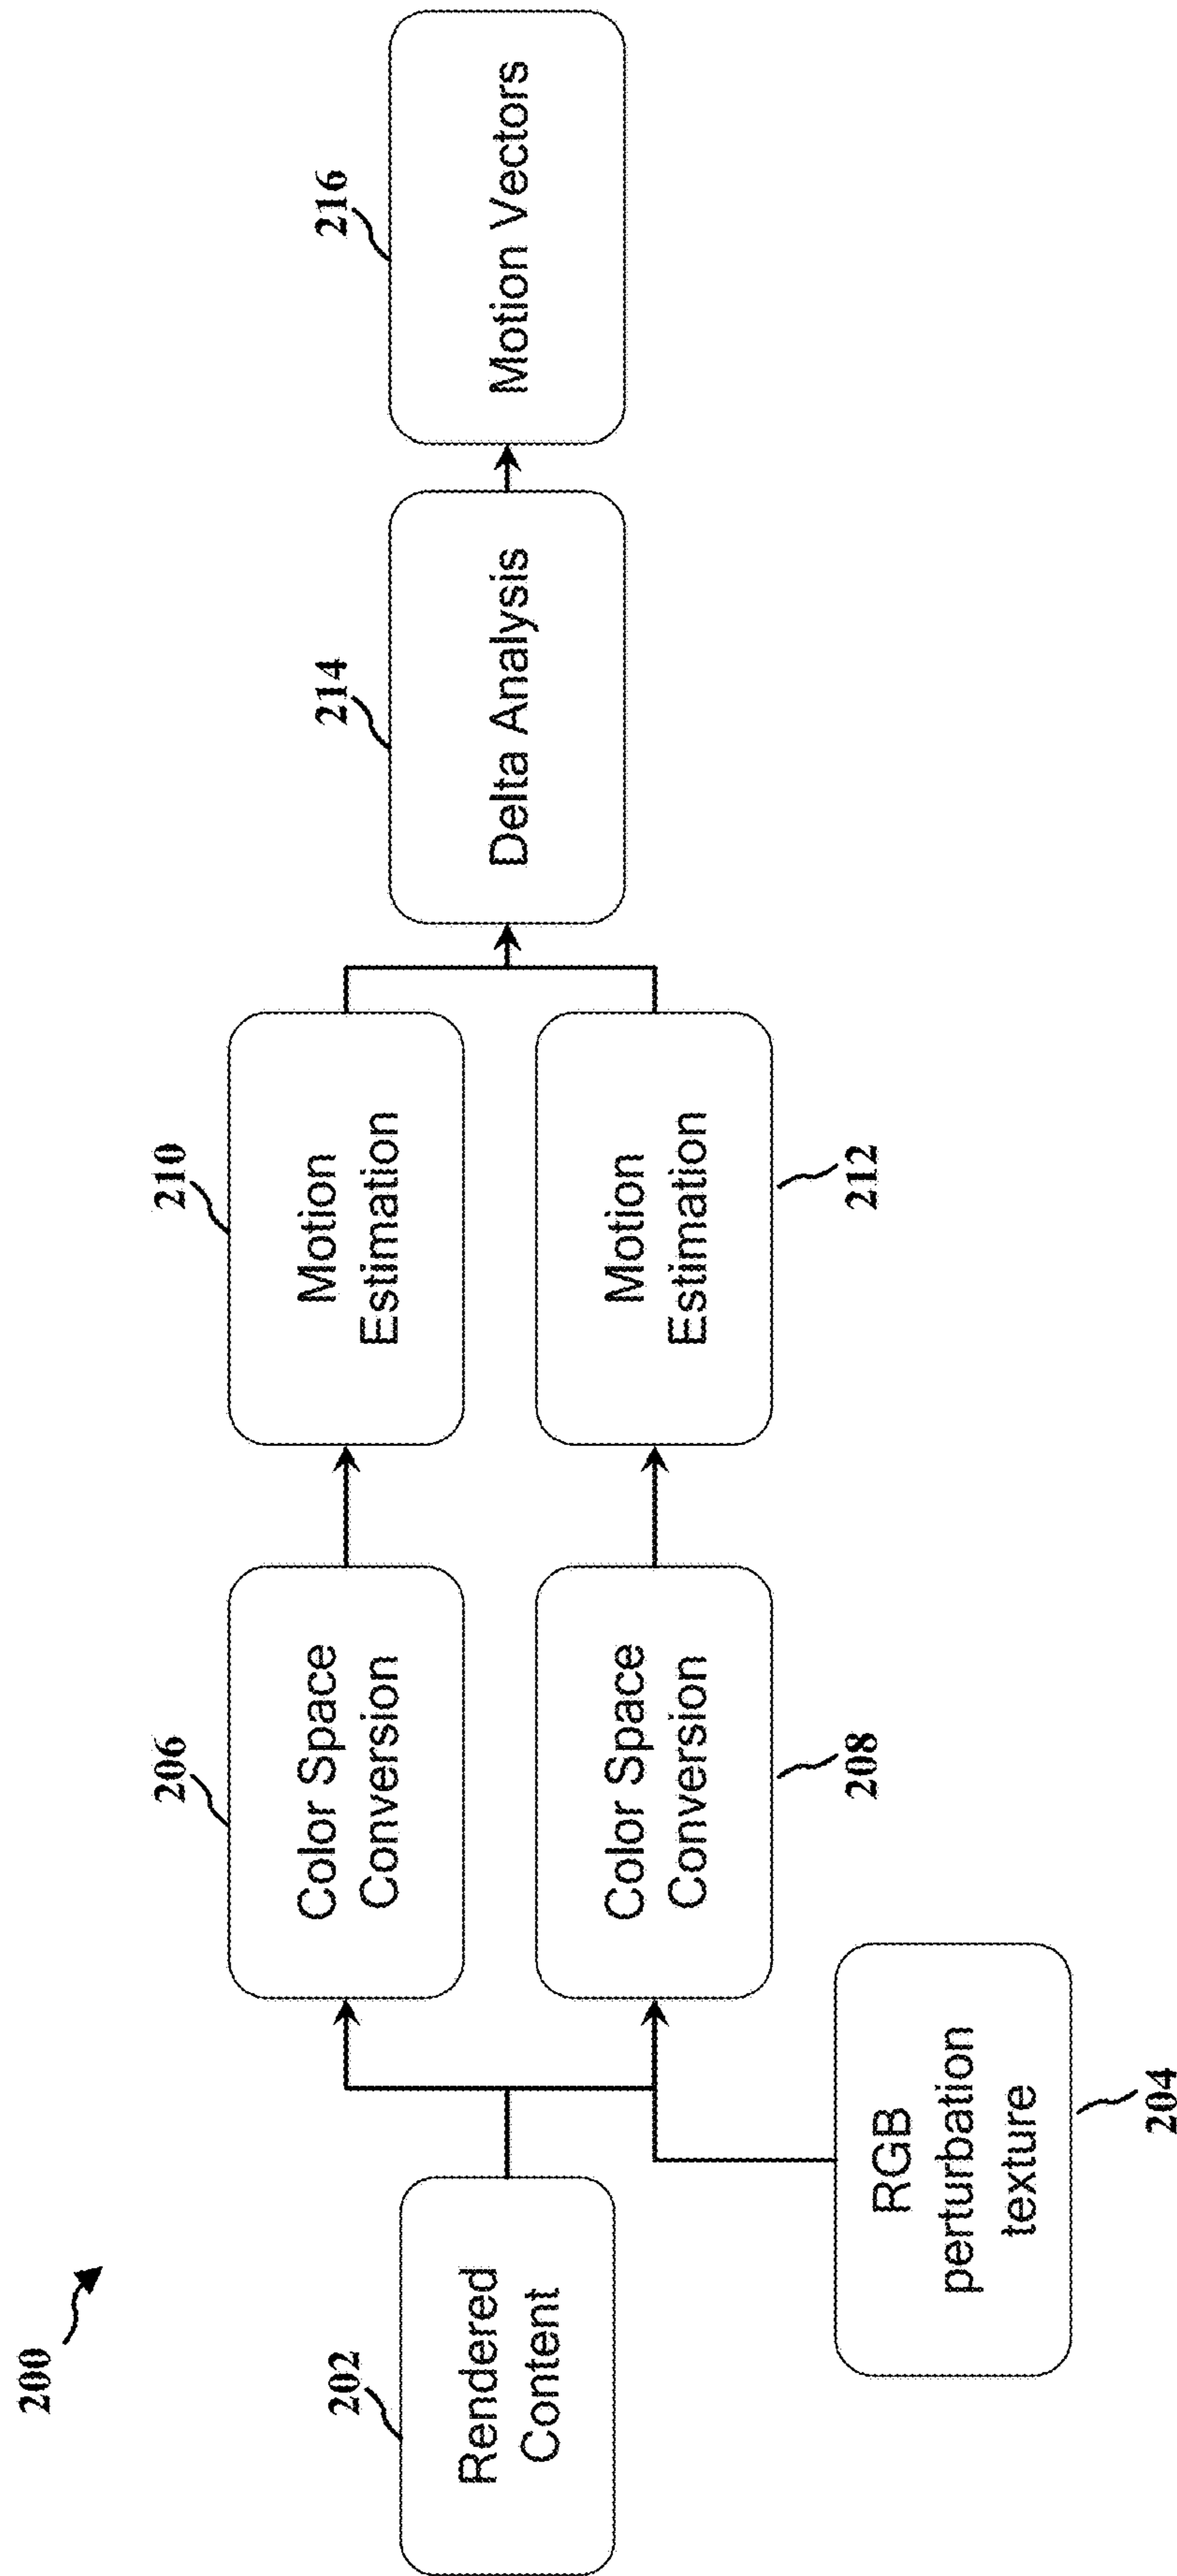 200
202
Rendered
Content
204
RGB
perturbation
texture
206
Color Space
Conversion
208
Color Space
Conversion
210
Motion
Estimation
212
Motion
Estimation
214
Delta Analysis
216
Motion Vectors